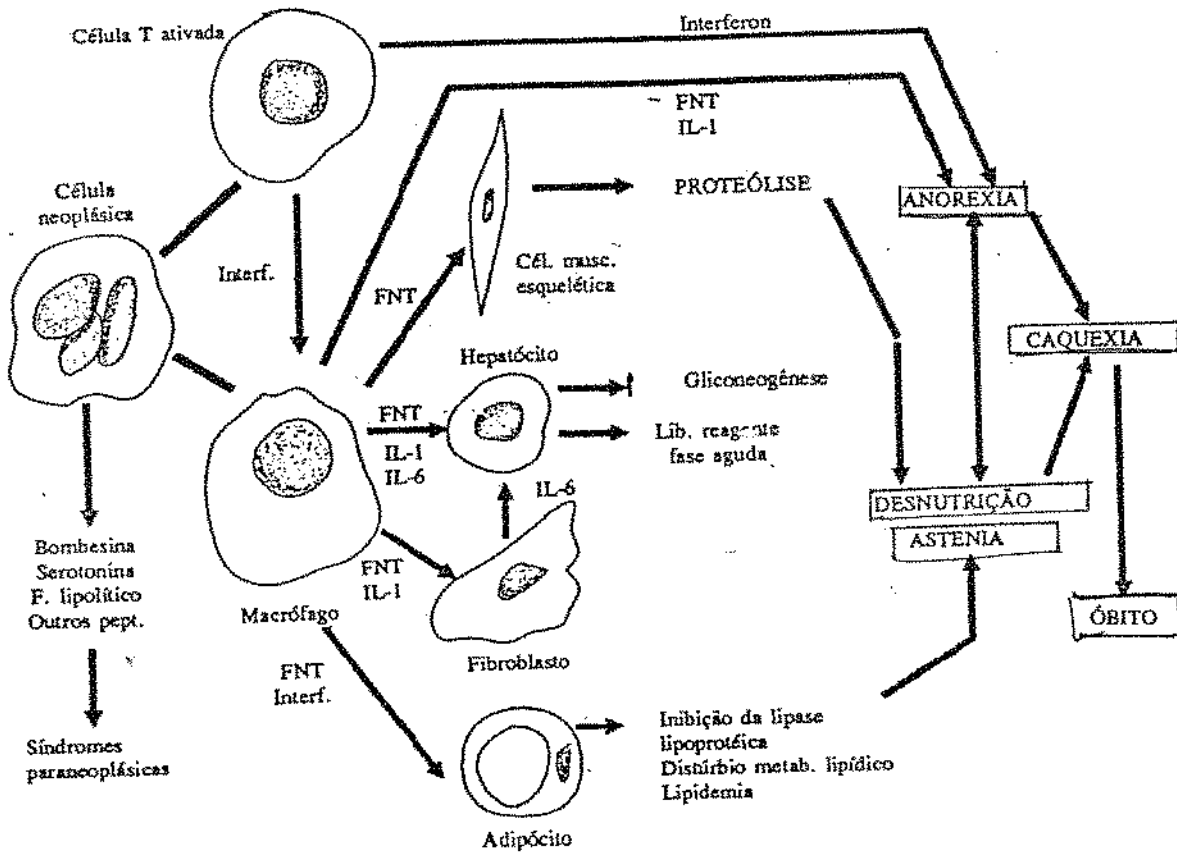 Célula T ativada
Interferon
FNT
IL-1
Célula
neoplásica
PROTEÓLISE
ANOREXIA
Interf.
FNT
Cél. musc.
esquelética
CAQUEXIA
Hepatócito
Gliconeogênese
FNT
IL-1
IL-6
Lib. reagente
fase aguda
IL-6
DESNUTRIÇÃO
ASTENIA
Bombesina
Serotonina
F. lipolítico
Outros pept.
FNT
IL-1
Macrófago
ÓBITO
Fibroblasto
FNT
Interf.
Síndromes
paraneoplásicas
Inibição da lipase
lipoprotéica
Distúrbio metab. lipídico
Lipidemia
Adipócito